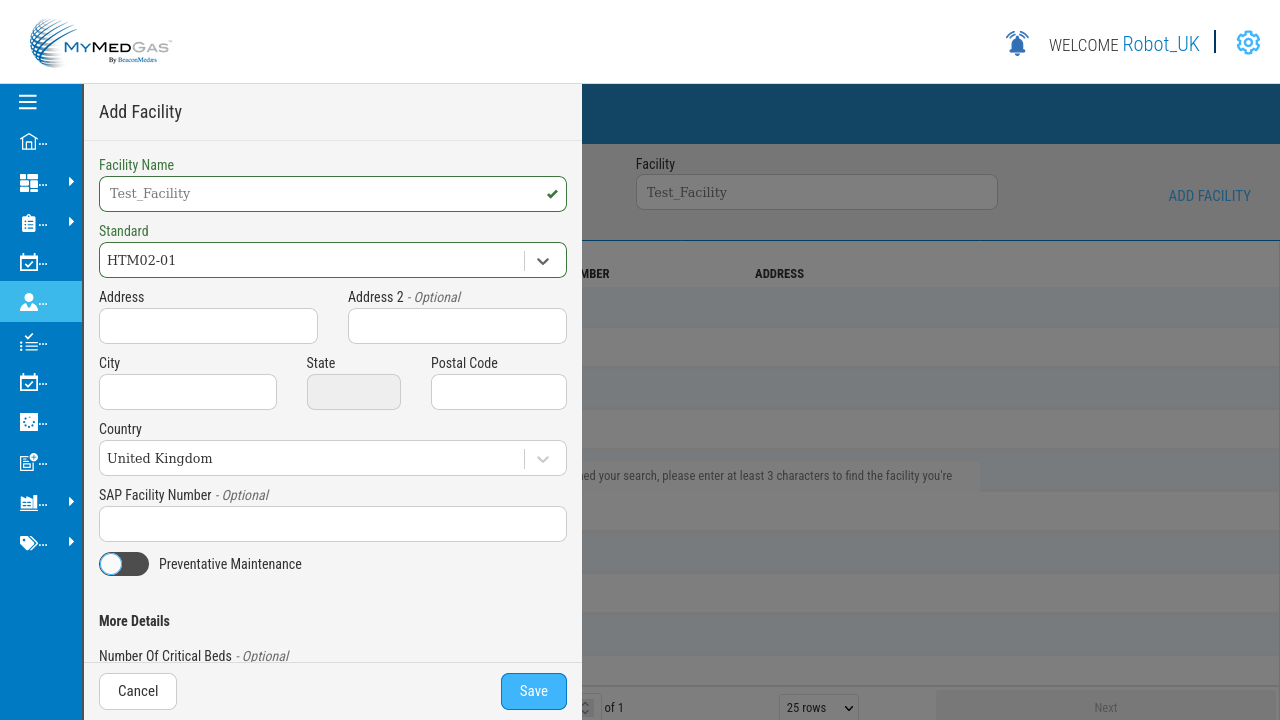 MYMEDGAS
By BeaconMedæs
WELCOME Robot_UK
Add Facility
Facility Name
Test_Facility
Standard
HTM02-01
Address
Address 2 - Optional
City
State
Postal Code
Country
United Kingdom
SAP Facility Number - Optional
Preventative Maintenance
More Details
Number Of Critical Beds - Optional
Cancel
Save
Facility
Test_Facility
ADD FACILITY
MBER
ADDRESS
ned your search, please enter at least 3 characters to find the facility you're
of 1
25 rows
Next
...
...
...
...
...
...
...
...
...
...
...